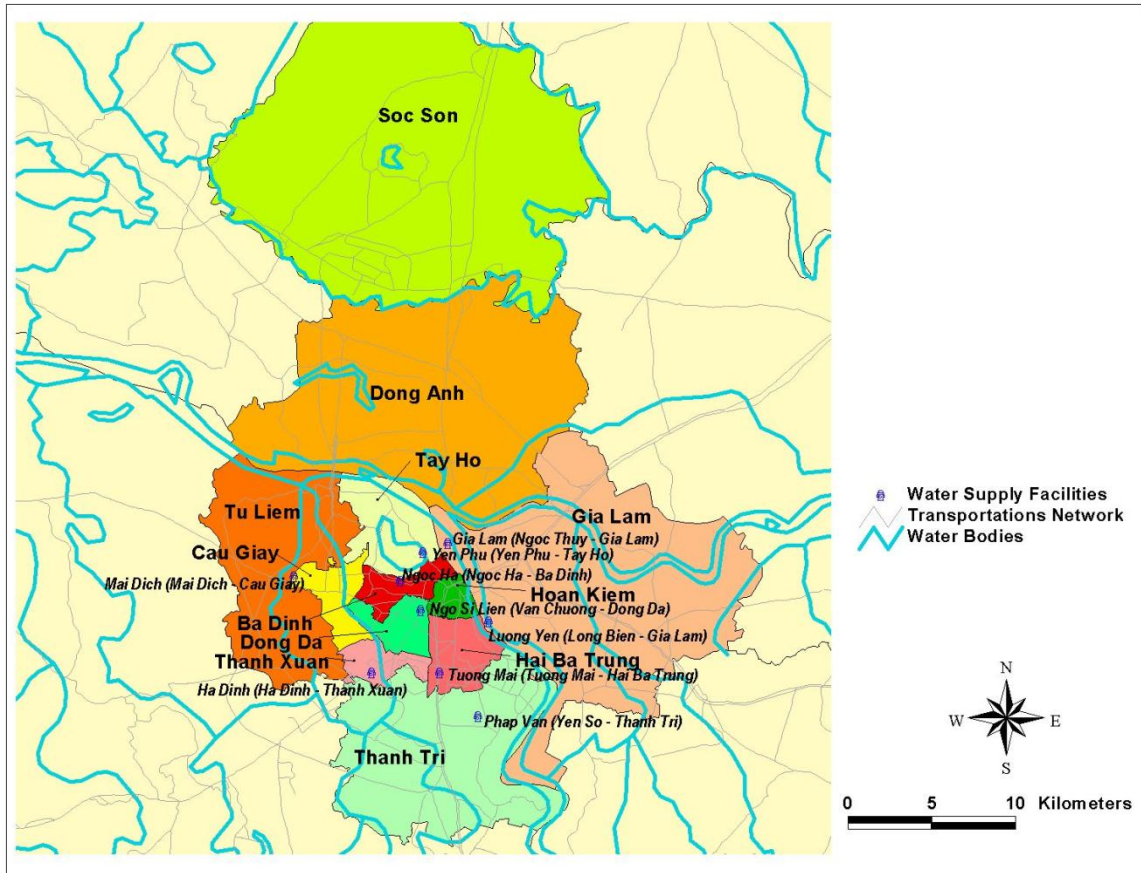 Soc Son
Dong Anh
Tay Ho
Tu Liem
Gia Lam
Gia Lam (Ngoc Thuy - Gia Lam)
Cau Giay
Yen Phu (Yen Phu - Tay Ho)
Mai Dich (Mai Dich - Cau Giay)
Ngoc Ha (Ngoc Ha - Ba Dinh)
Hoan Kiem
Ngo Si Lien (Van Chuong - Dong Da)
Ba Dinh
Luong Yen (Long Bien - Gia Lam)
Dong Da
Thanh Xuan
Hai Ba Trung
Tuong Mai (Tuong Mai - Hai Ba Trung)
Ha Dinh (Ha Dinh - Thanh Xuan)
Phap Van (Yen So - Thanh Tri)
Thanh Tri
Water Supply Facilities
Transportations Network
Water Bodies
N
W E
S
0 5 10 Kilometers